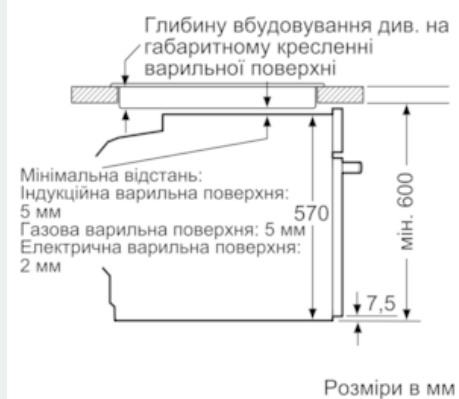 Глибину вбудовування див. на
габаритному кресленні
варильної поверхні
Мінімальна відстань:
Індукційна варильна поверхня:
5 мм
Газова варильна поверхня: 5 мм
Електрична варильна поверхня:
2 мм
570
мін. 600
7,5
Розміри в мм